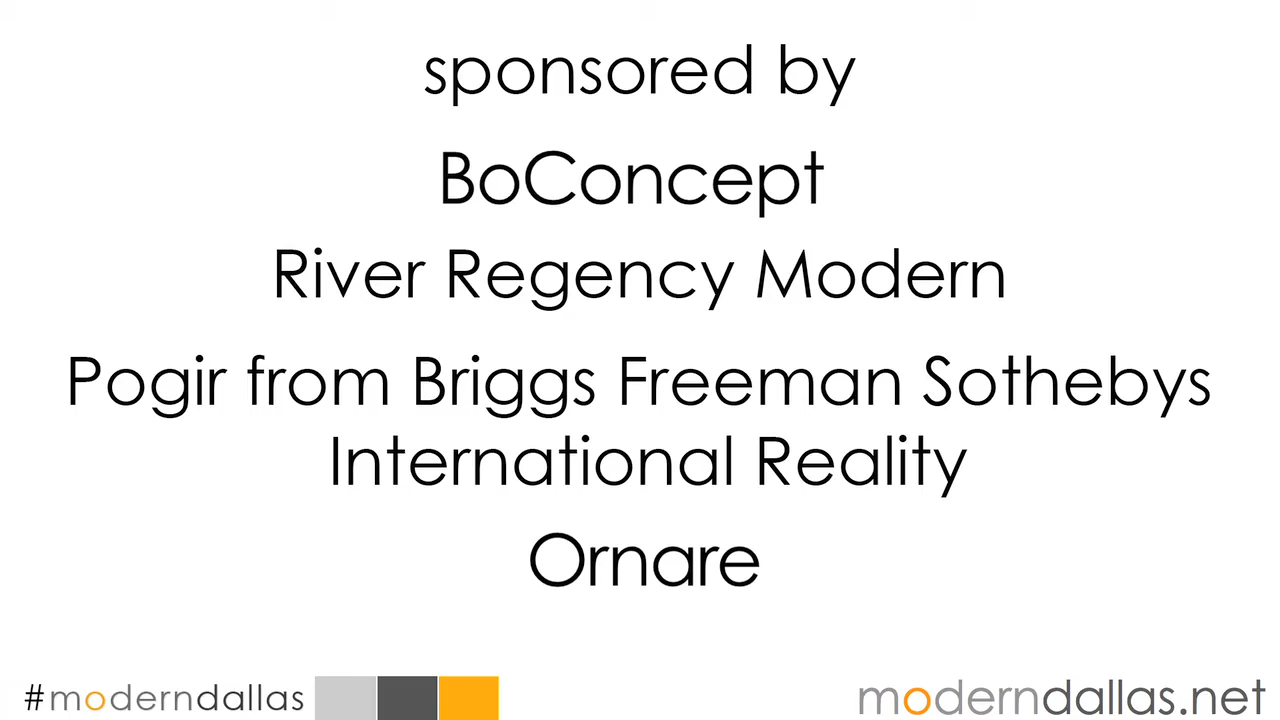 sponsored by
BoConcept
River Regency Modern
Pogir from Briggs Freeman Sothebys
International Reality
Ornare
#moderndallas
moderndallas.net